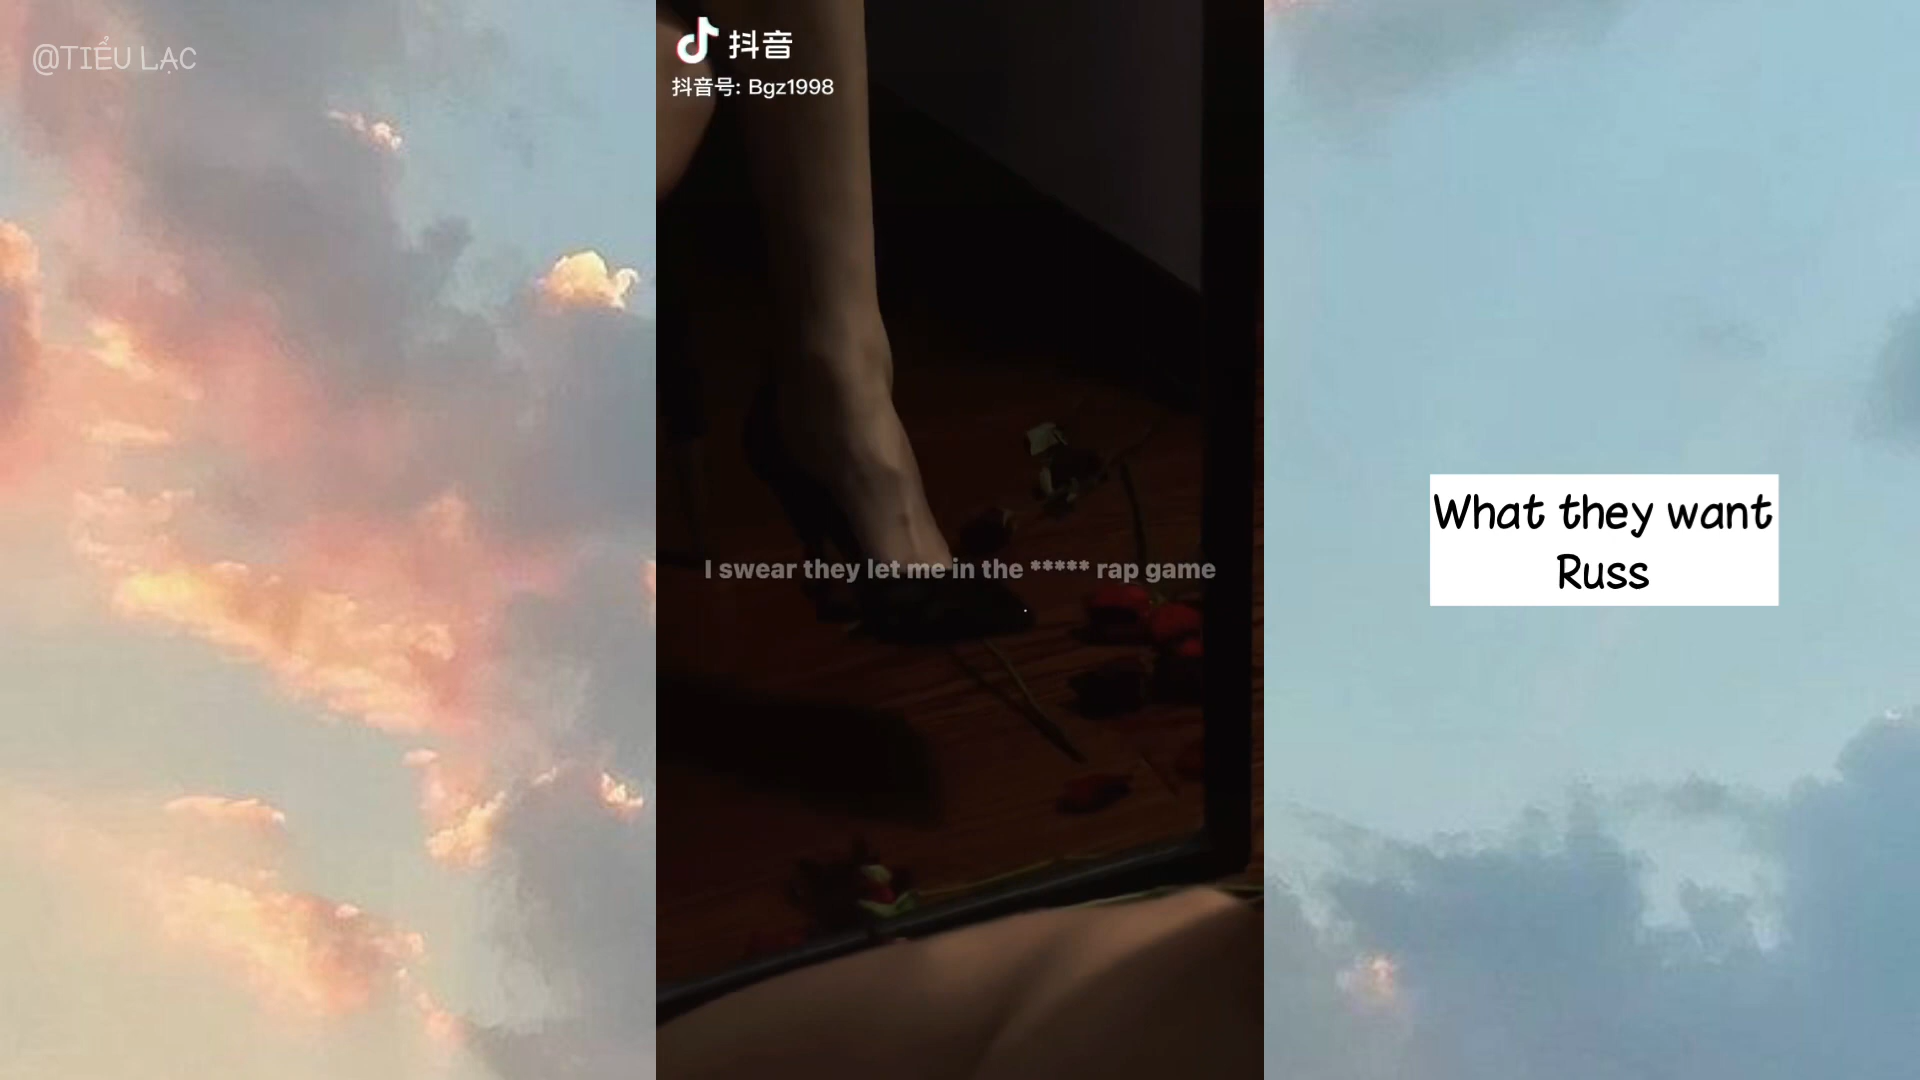 @TIỂU LẠC
抖音
抖音号: Bgz1998
I swear they let me in the ***** rap game
What they want
Russ